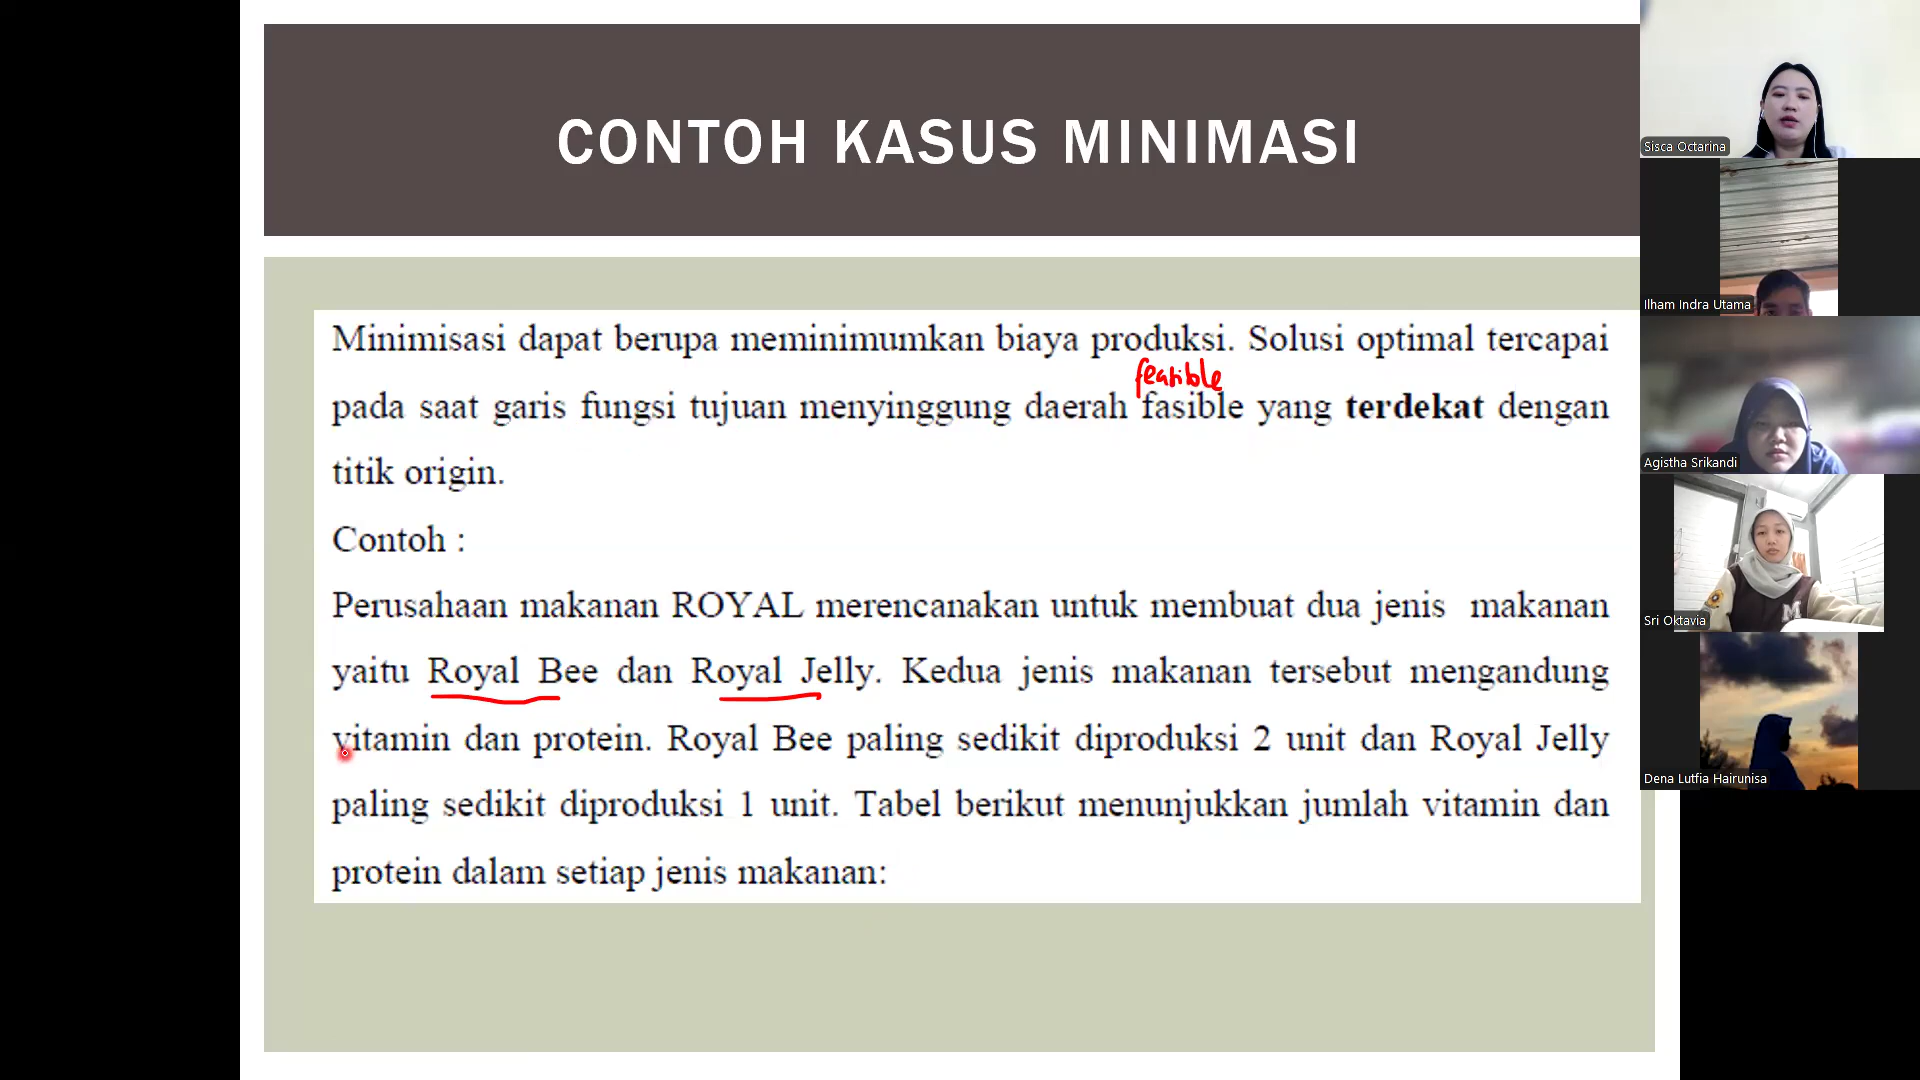 CONTOH KASUS MINIMASI
Minimisasi dapat berupa meminimumkan biaya produksi. Solusi optimal tercapai
feasible
pada saat garis fungsi tujuan menyinggung daerah fasible yang terdekat dengan
titik origin.
Contoh :
Perusahaan makanan ROYAL merencanakan untuk membuat dua jenis makanan
yaitu Royal Bee dan Royal Jelly. Kedua jenis makanan tersebut mengandung
vitamin dan protein. Royal Bee paling sedikit diproduksi 2 unit dan Royal Jelly
paling sedikit diproduksi 1 unit. Tabel berikut menunjukkan jumlah vitamin dan
protein dalam setiap jenis makanan:
Sisca Octarina
Ilham Indra Utama
Agistha Srikandi
M
Sri Oktavia
Dena Lutfia Hairunisa